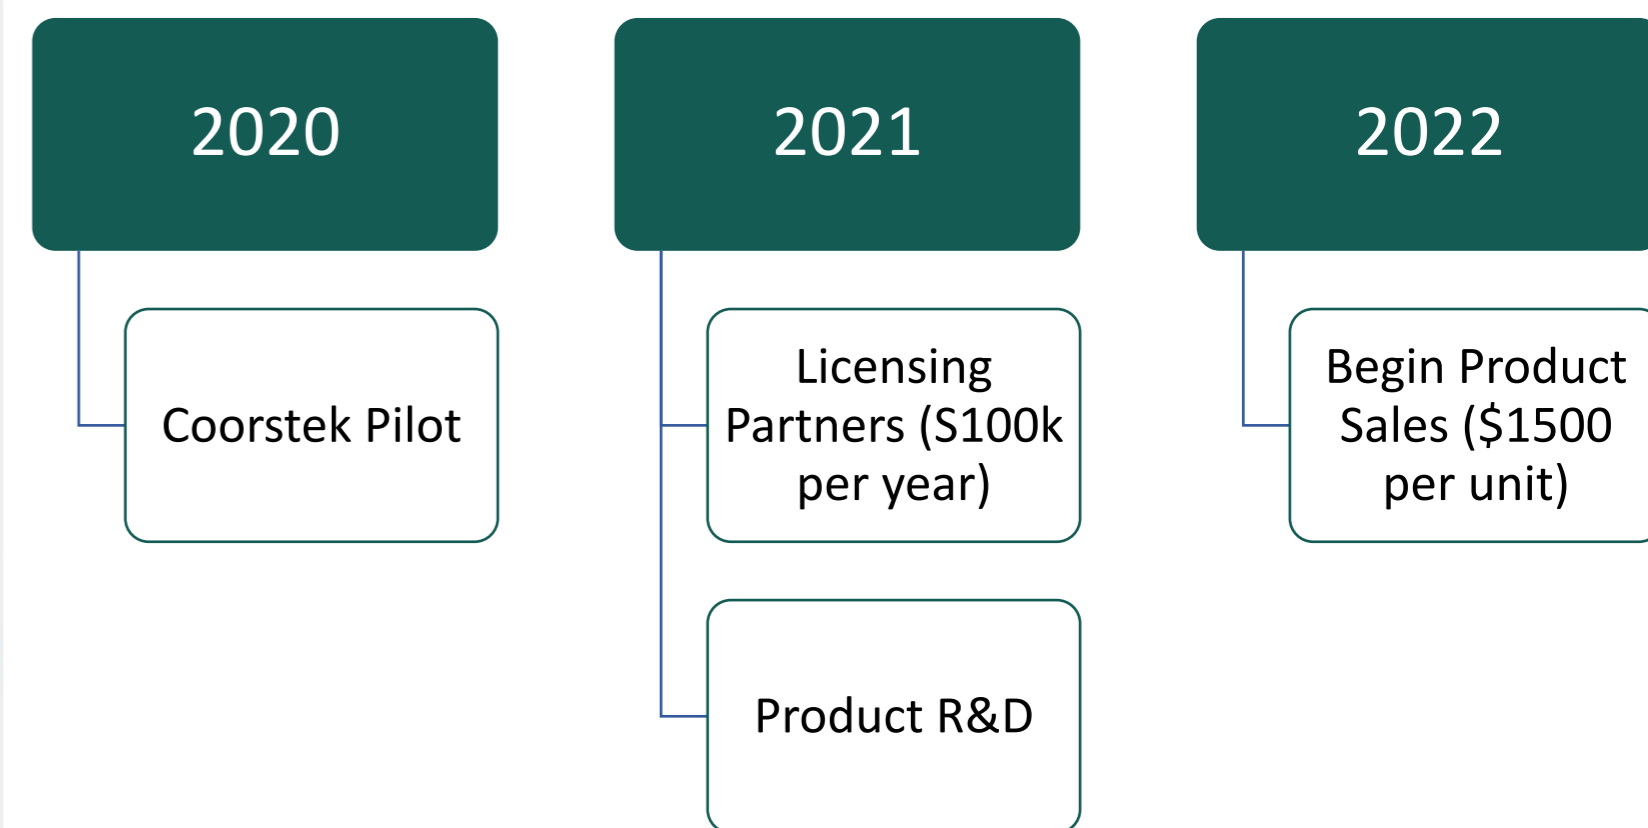 2020
Coorstek Pilot
2021
Licensing
Partners (S100k
per year)
Product R&D
2022
Begin Product
Sales ($1500
per unit)